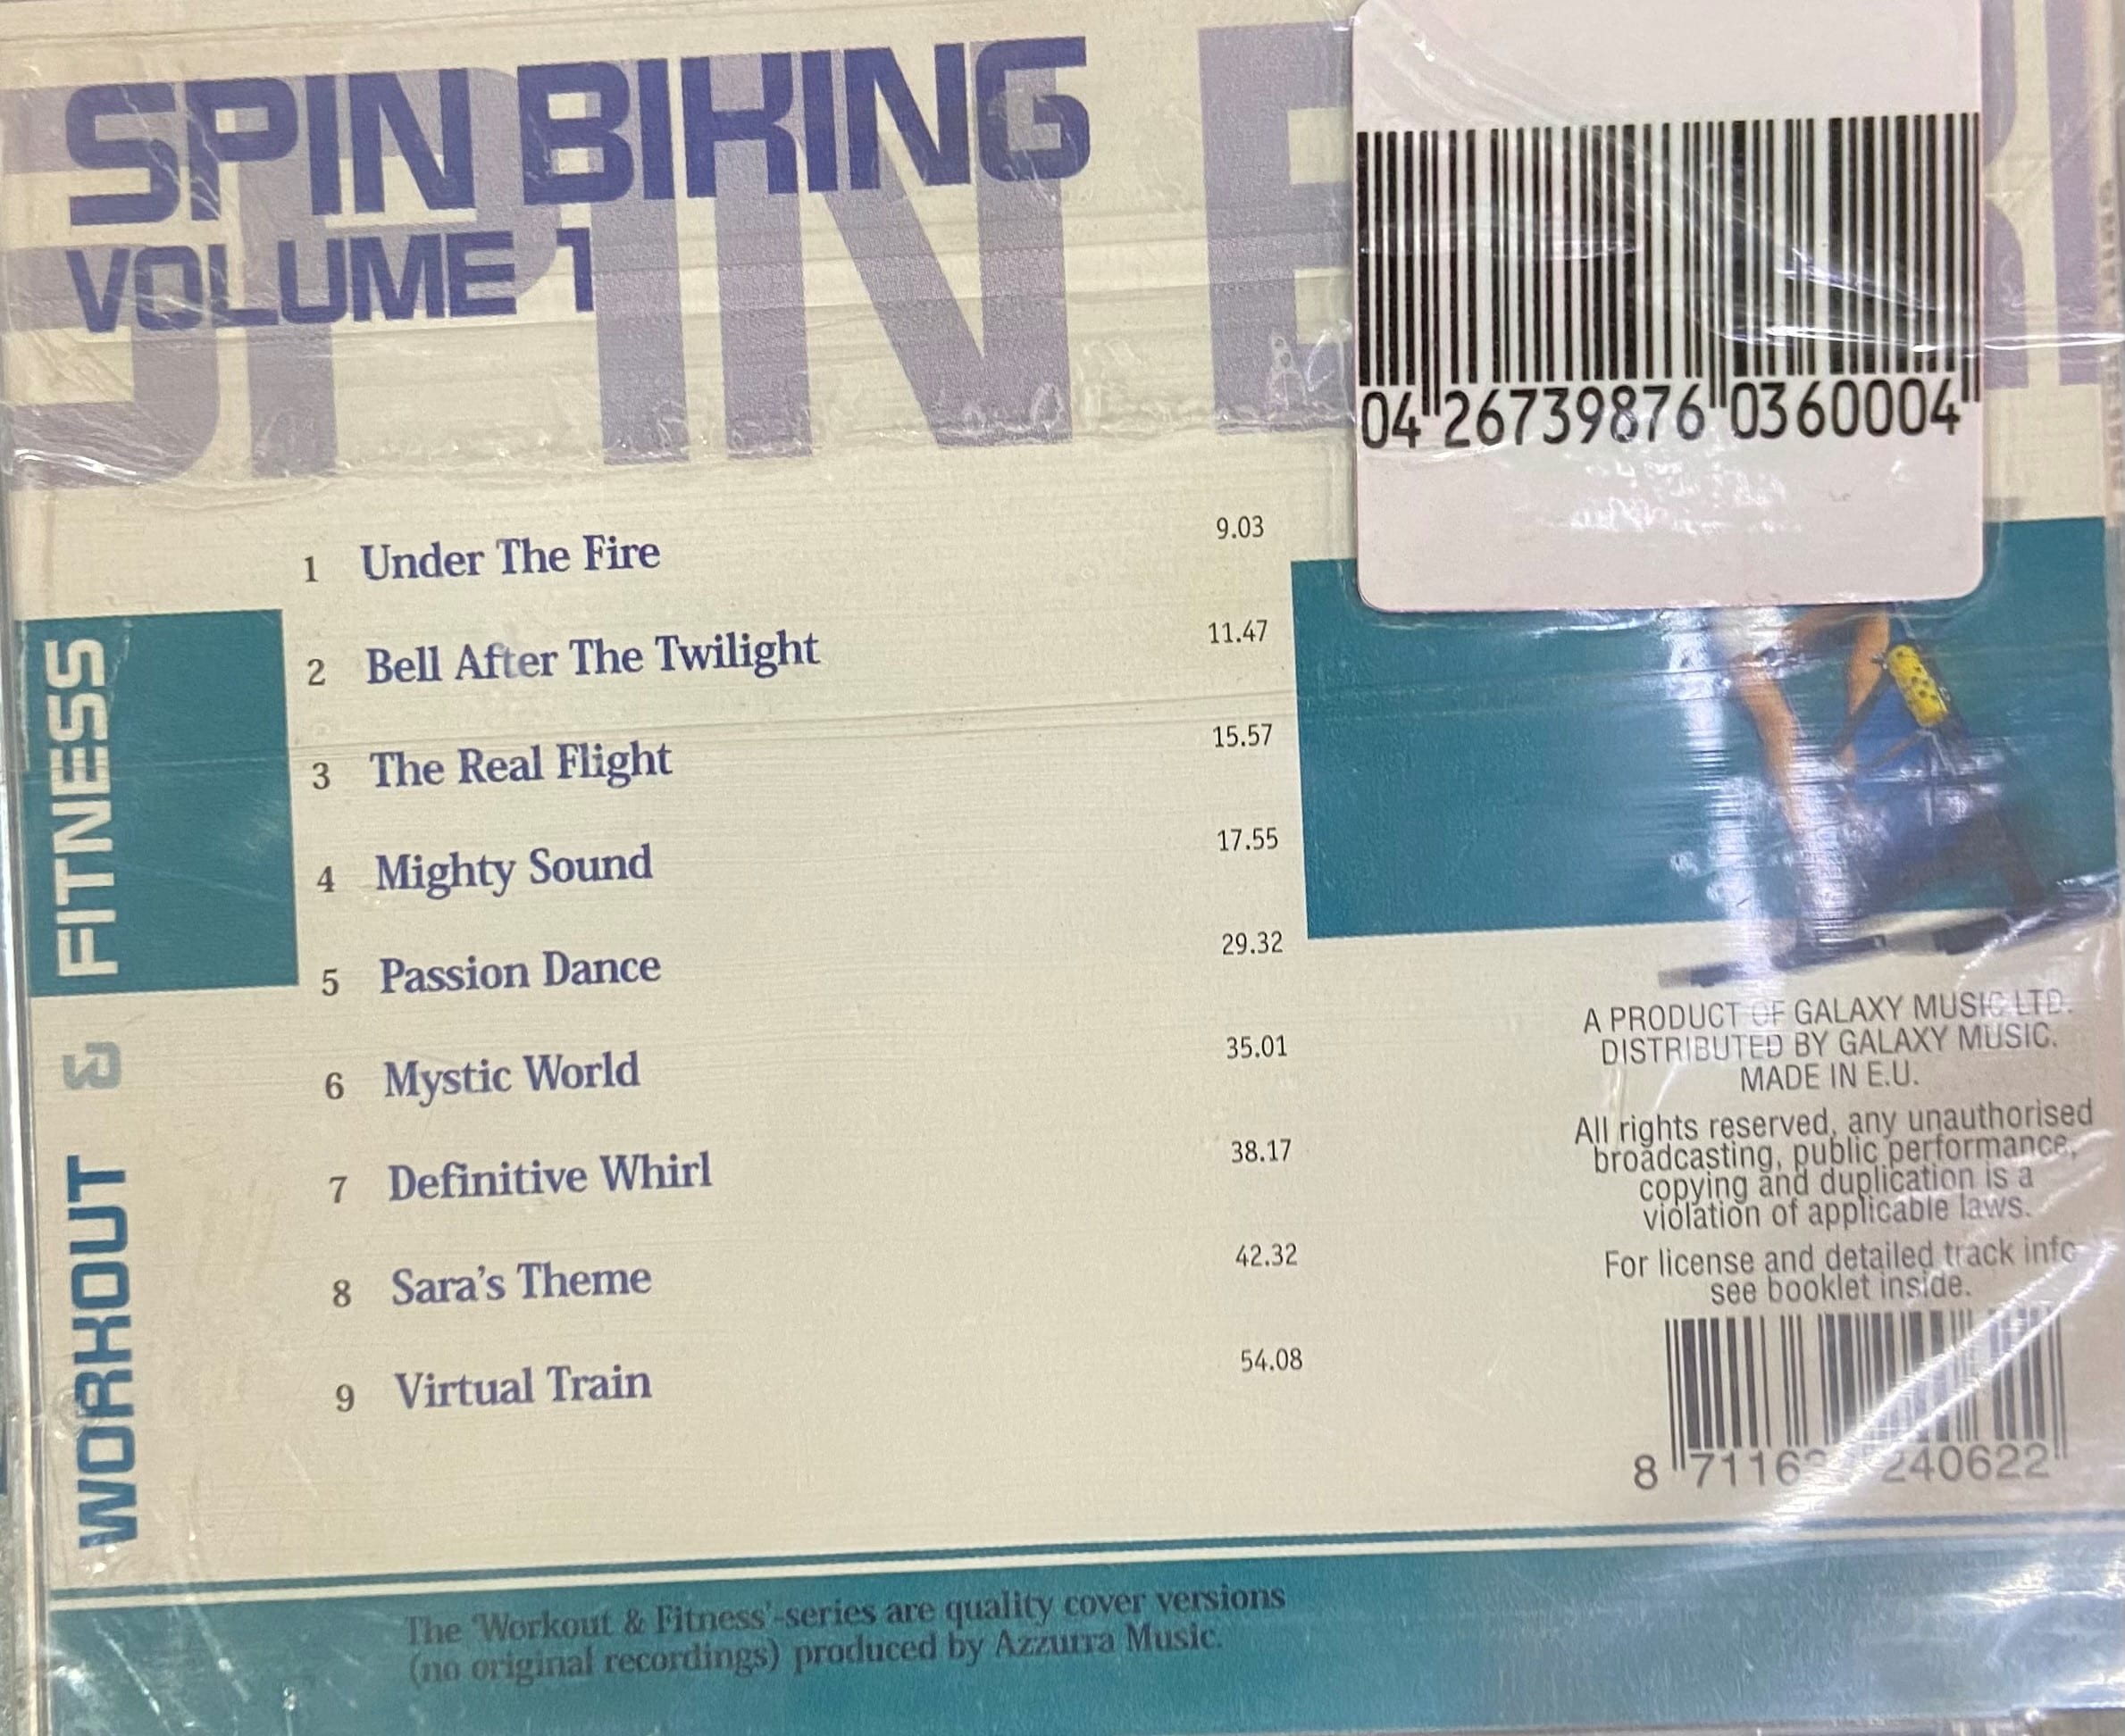 SPIN BIKING
VOLUME 1
SPIN
04 26739876 0360004
1 Under The Fire 9.03
2 Bell After The Twilight 11.47
3 The Real Flight 15.57
4 Mighty Sound 17.55
5 Passion Dance 29.32
6 Mystic World 35.01
7 Definitive Whirl 38.17
8 Sara's Theme 42.32
9 Virtual Train 54.08
WORKOUT & FITNESS
A PRODUCT OF GALAXY MUSIC LTD.
DISTRIBUTED BY GALAXY MUSIC.
MADE IN E.U.
All rights reserved, any unauthorised
broadcasting, public performance,
copying and duplication is a
violation of applicable laws.
For license and detailed track info
see booklet inside.
8 240622
The 'Workout & Fitness'-series are quality cover versions
(no original recordings) produced by Azzurra Music.